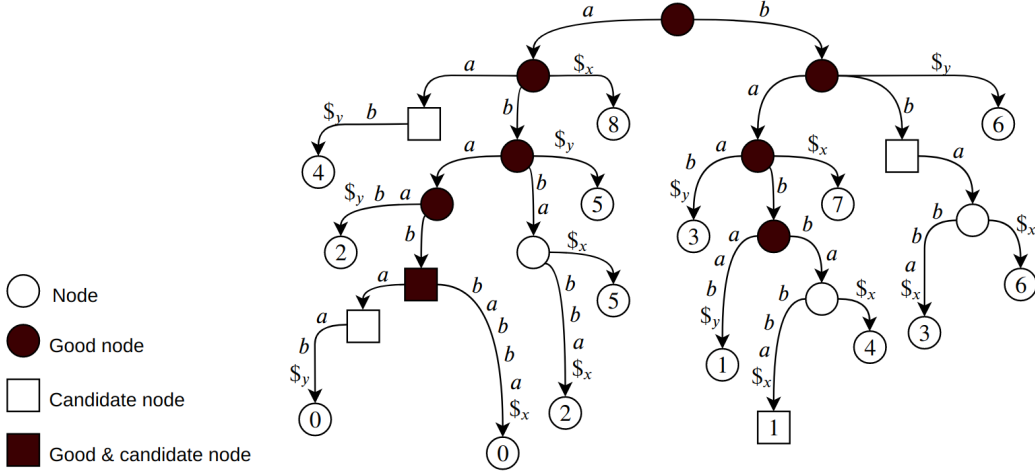 a b
a $x $y
a
$y b b 8 b 6
a $y b a $x a
4 b
$y b a a 5 $y b 7 b $x
b 3 b
2 a b a $x a
a b 5 b $x 6
Node a b $y b 4 3
b b b
a a
Good node a b 1 $x
b $y a $x
Candidate node 0 $x 2 1
Good & candidate node 0